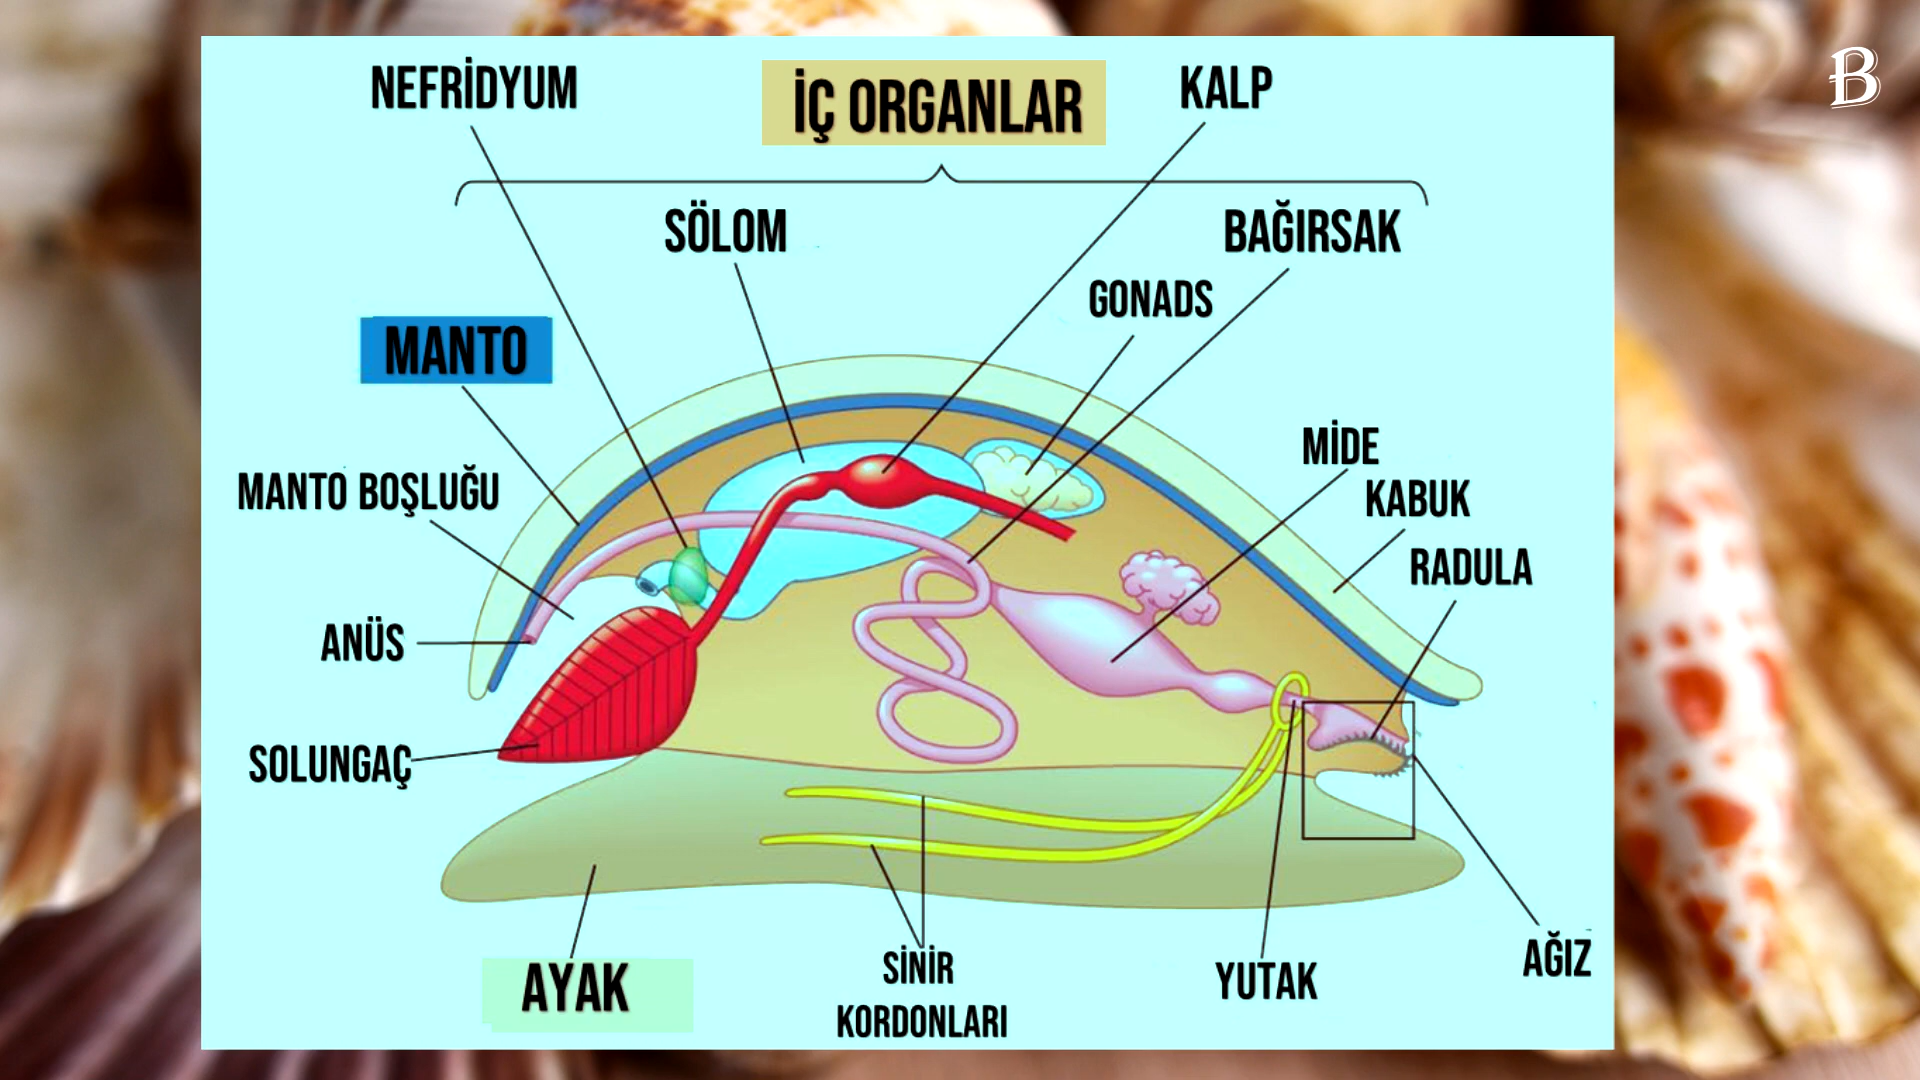 NEFRİDYUM
İÇ ORGANLAR
KALP
SÖLOM
BAĞIRSAK
GONADS
MANTO
MİDE
MANTO BOŞLUĞU
KABUK
RADULA
ANÜS
SOLUNGAÇ
AYAK
SİNİR
KORDONLARI
YUTAK
AĞIZ
B